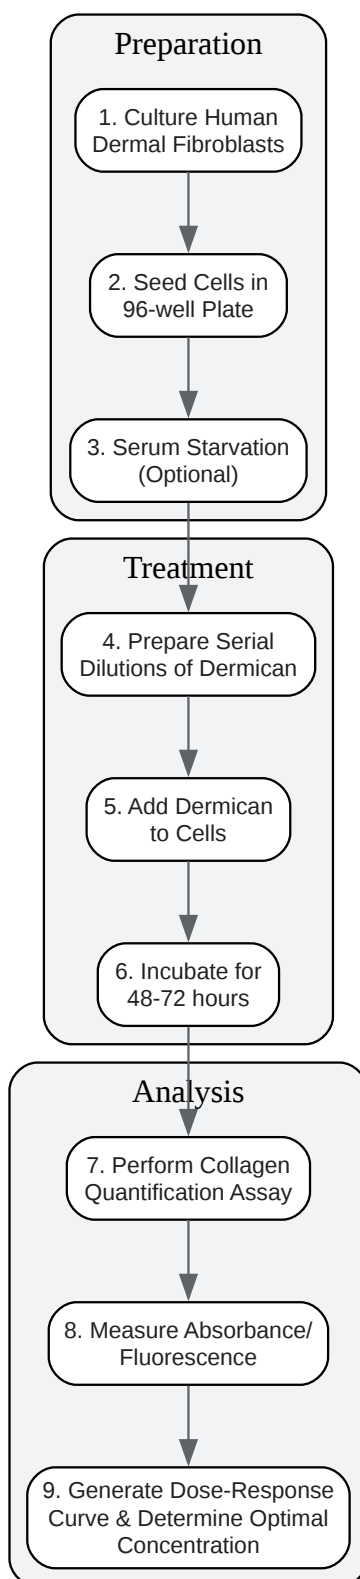 Preparation
1. Culture Human
Dermal Fibroblasts
2. Seed Cells in
96-well Plate
3. Serum Starvation
(Optional)
Treatment
4. Prepare Serial
Dilutions of Dermican
5. Add Dermican
to Cells
6. Incubate for
48-72 hours
Analysis
7. Perform Collagen
Quantification Assay
8. Measure Absorbance/
Fluorescence
9. Generate Dose-Response
Curve & Determine Optimal
Concentration